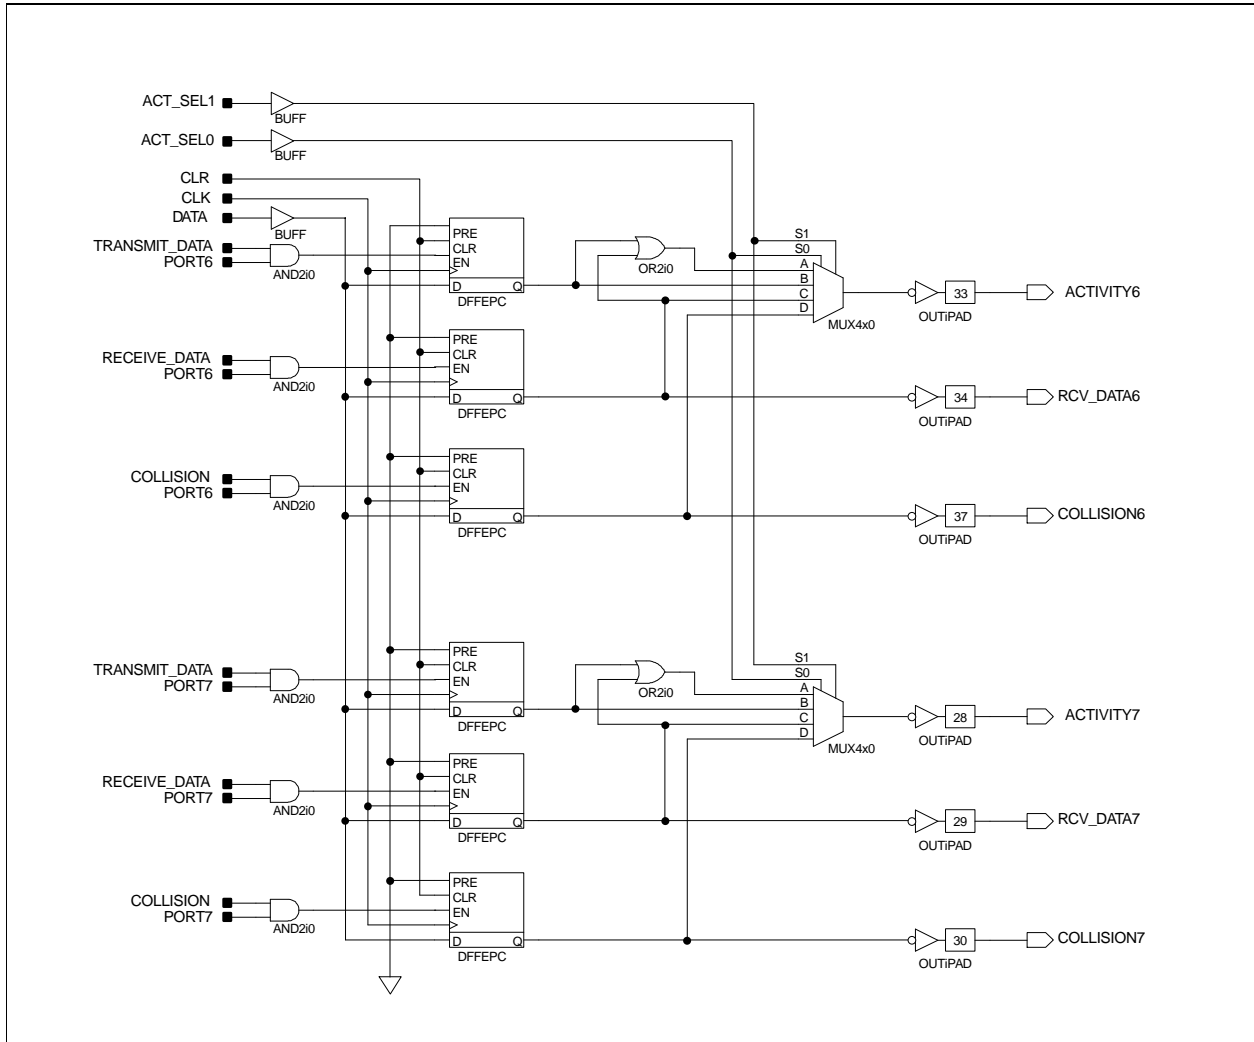 ACT_SEL1
BUFF
ACT_SEL0
BUFF
CLR
CLK
DATA
BUFF
TRANSMIT_DATA
PORT6
AND2i0
PRE
CLR
EN
D Q
DFFEPC
OR2i0
S1
S0
A
B
C
D
MUX4x0
33
OUTiPAD
ACTIVITY6
RECEIVE_DATA
PORT6
AND2i0
PRE
CLR
EN
D Q
DFFEPC
34
OUTiPAD
RCV_DATA6
COLLISION
PORT6
AND2i0
PRE
CLR
EN
D Q
DFFEPC
37
OUTiPAD
COLLISION6
TRANSMIT_DATA
PORT7
AND2i0
PRE
CLR
EN
D Q
DFFEPC
OR2i0
S1
S0
A
B
C
D
MUX4x0
28
OUTiPAD
ACTIVITY7
RECEIVE_DATA
PORT7
AND2i0
PRE
CLR
EN
D Q
DFFEPC
29
OUTiPAD
RCV_DATA7
COLLISION
PORT7
AND2i0
PRE
CLR
EN
D Q
DFFEPC
30
OUTiPAD
COLLISION7